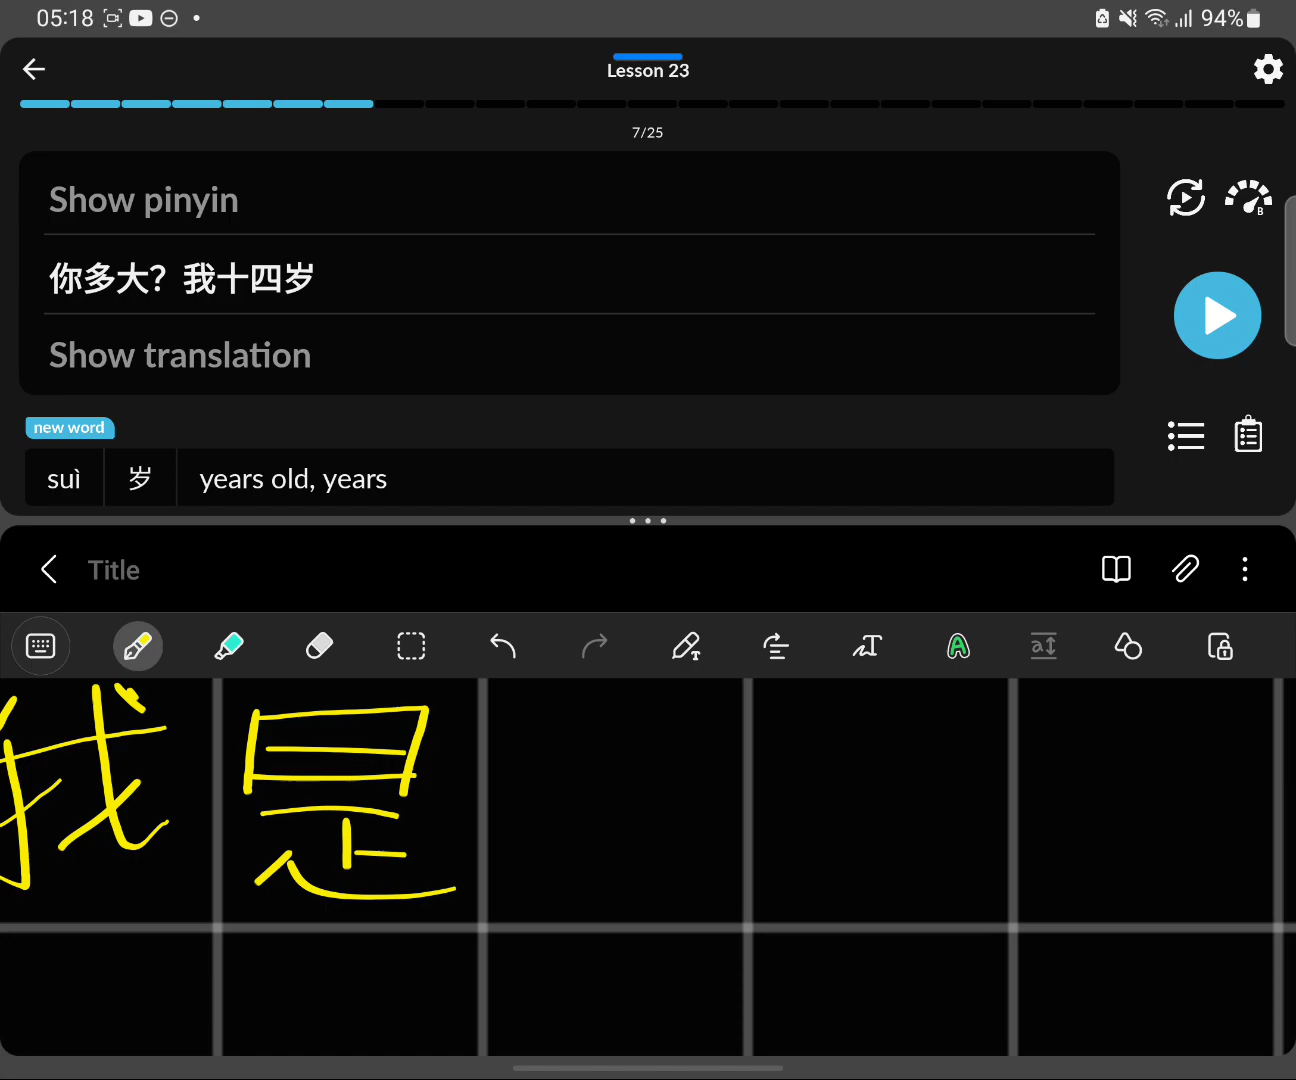 05:18 94%
Lesson 23
7/25
Show pinyin
你多大？我十四岁
Show translation
new word
suì 岁 years old, years
Title
我是